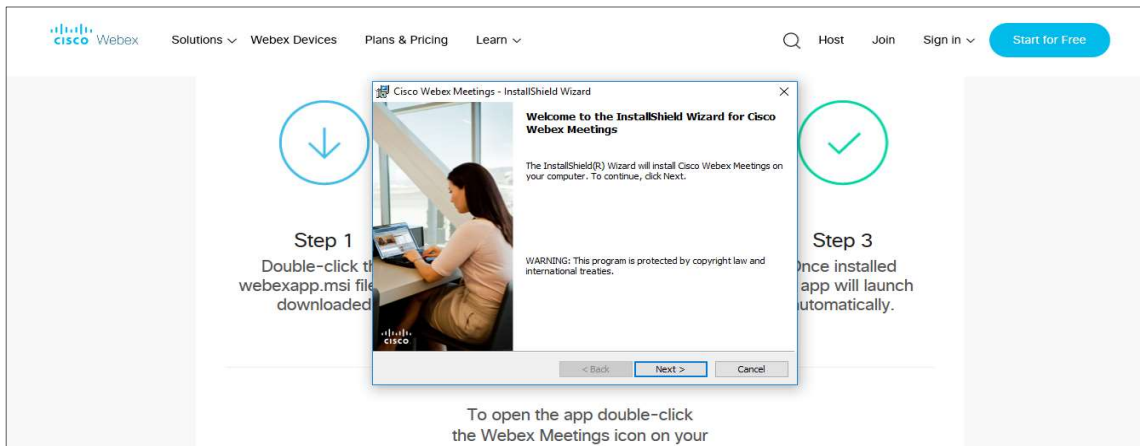 CISCO Webex
Solutions
Webex Devices
Plans & Pricing
Learn
Host
Join
Sign in
Start for Free
Cisco Webex Meetings - InstallShield Wizard
Welcome to the InstallShield Wizard for Cisco
Webex Meetings
The InstallShield(R) Wizard will install Cisco Webex Meetings on
your computer. To continue, click Next.
WARNING: This program is protected by copyright law and
international treaties.
CISCO
< Back
Next >
Cancel
Step 1
Double-click
webexapp.msi
downloaded
Step 3
installed
app will launch
To open the app double-click
the Webex Meetings icon on your